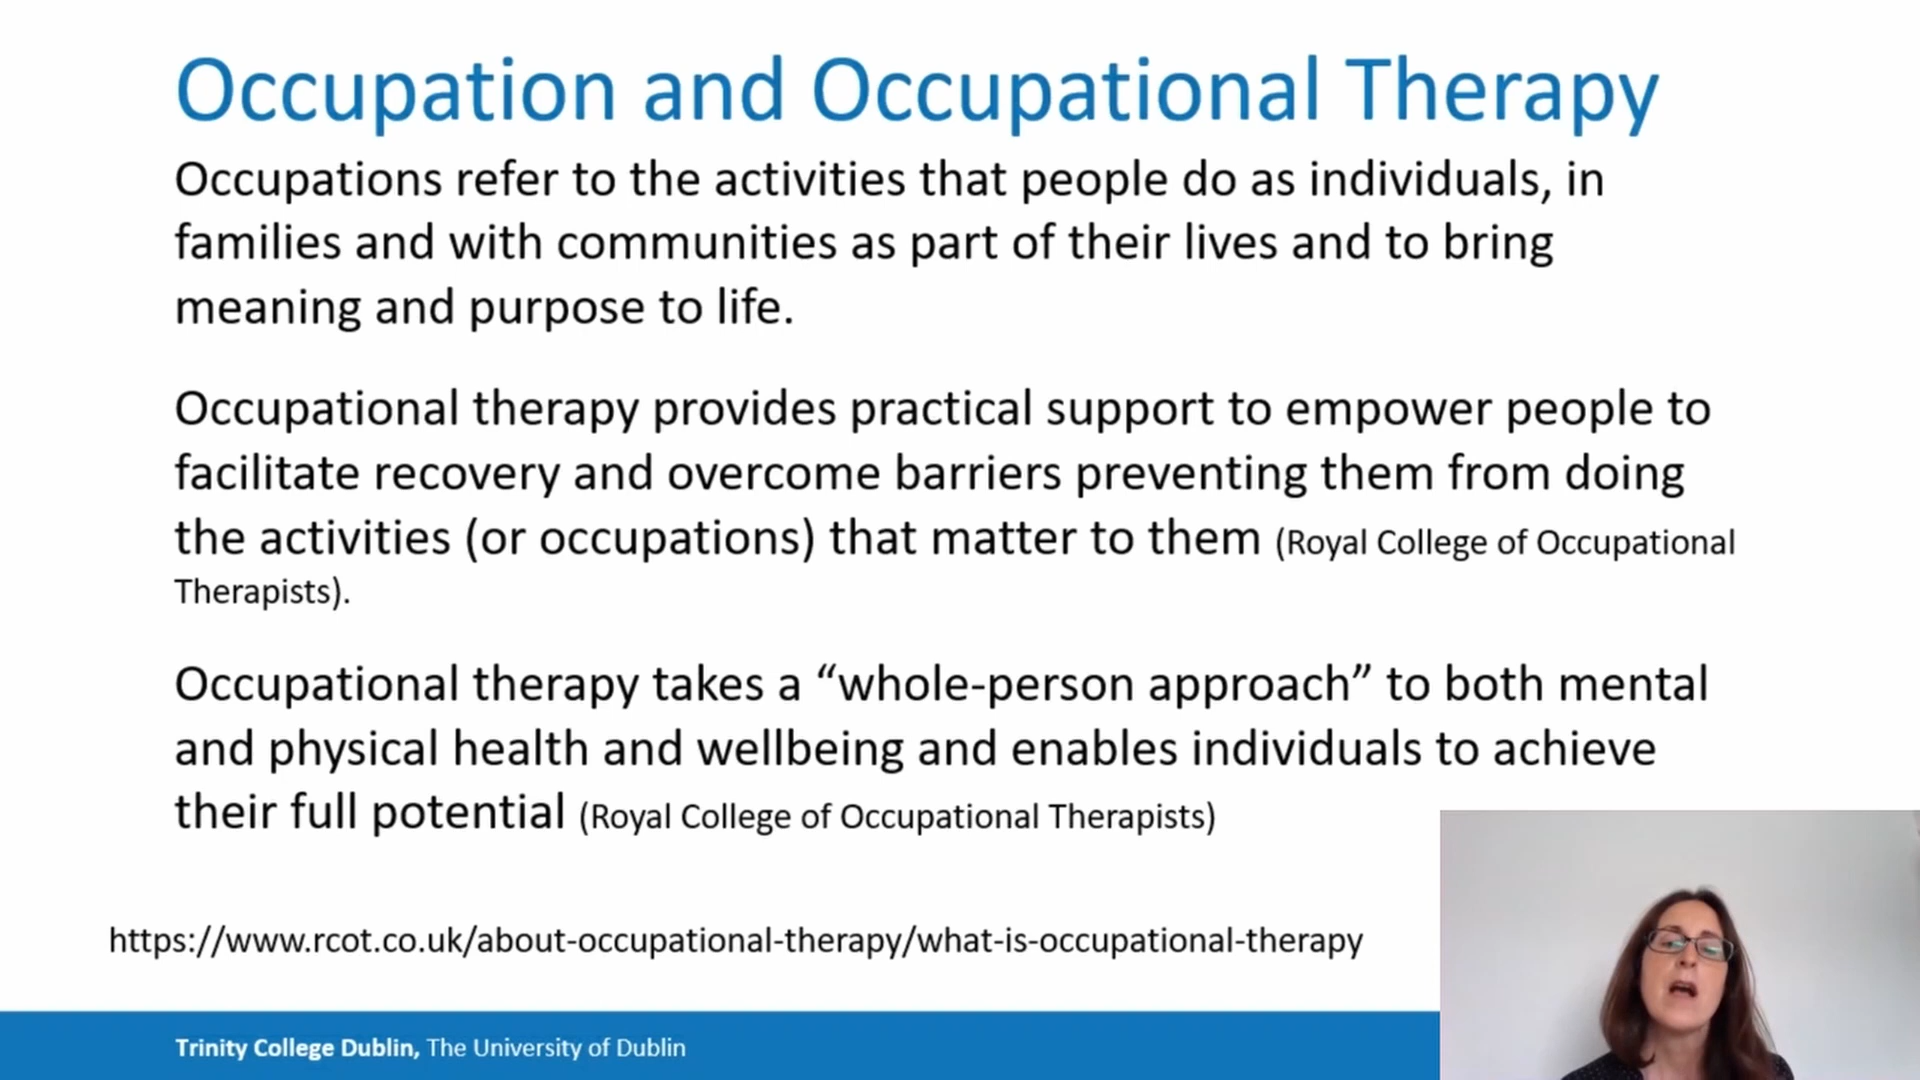 Occupation and Occupational Therapy
Occupations refer to the activities that people do as individuals, in
families and with communities as part of their lives and to bring
meaning and purpose to life.
Occupational therapy provides practical support to empower people to
facilitate recovery and overcome barriers preventing them from doing
the activities (or occupations) that matter to them (Royal College of Occupational
Therapists).
Occupational therapy takes a “whole-person approach” to both mental
and physical health and wellbeing and enables individuals to achieve
their full potential (Royal College of Occupational Therapists)
https://www.rcot.co.uk/about-occupational-therapy/what-is-occupational-therapy
Trinity College Dublin, The University of Dublin